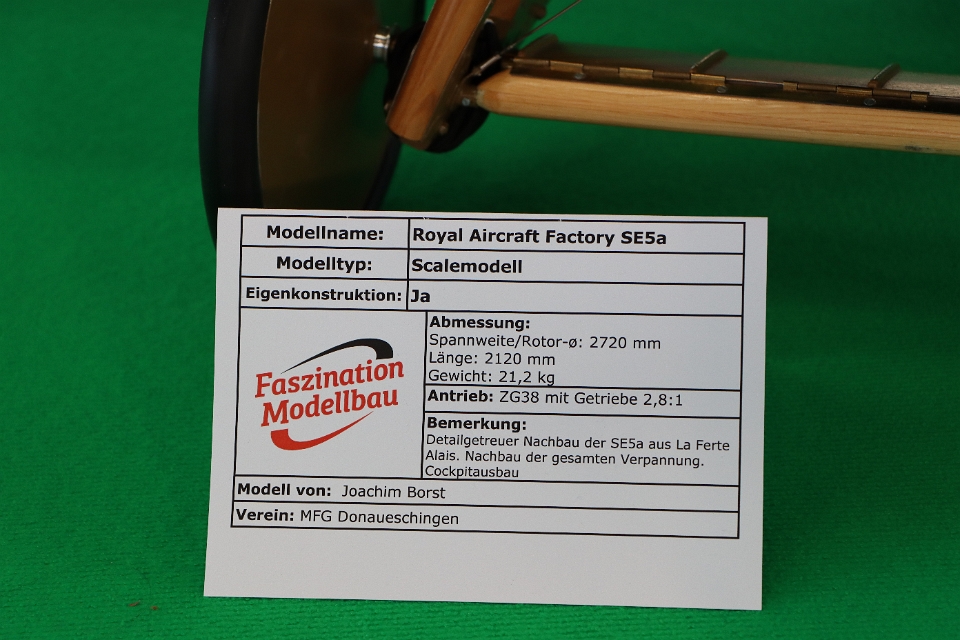 Modellname: Royal Aircraft Factory SE5a
Modelltyp: Scalemodell
Eigenkonstruktion: Ja
Faszination
Modellbau
Abmessung:
Spannweite/Rotor-ø: 2720 mm
Länge: 2120 mm
Gewicht: 21,2 kg
Antrieb: ZG38 mit Getriebe 2,8:1
Bemerkung:
Detailgetreuer Nachbau der SE5a aus La Ferte
Alais. Nachbau der gesamten Verpannung.
Cockpitausbau
Modell von: Joachim Borst
Verein: MFG Donaueschingen